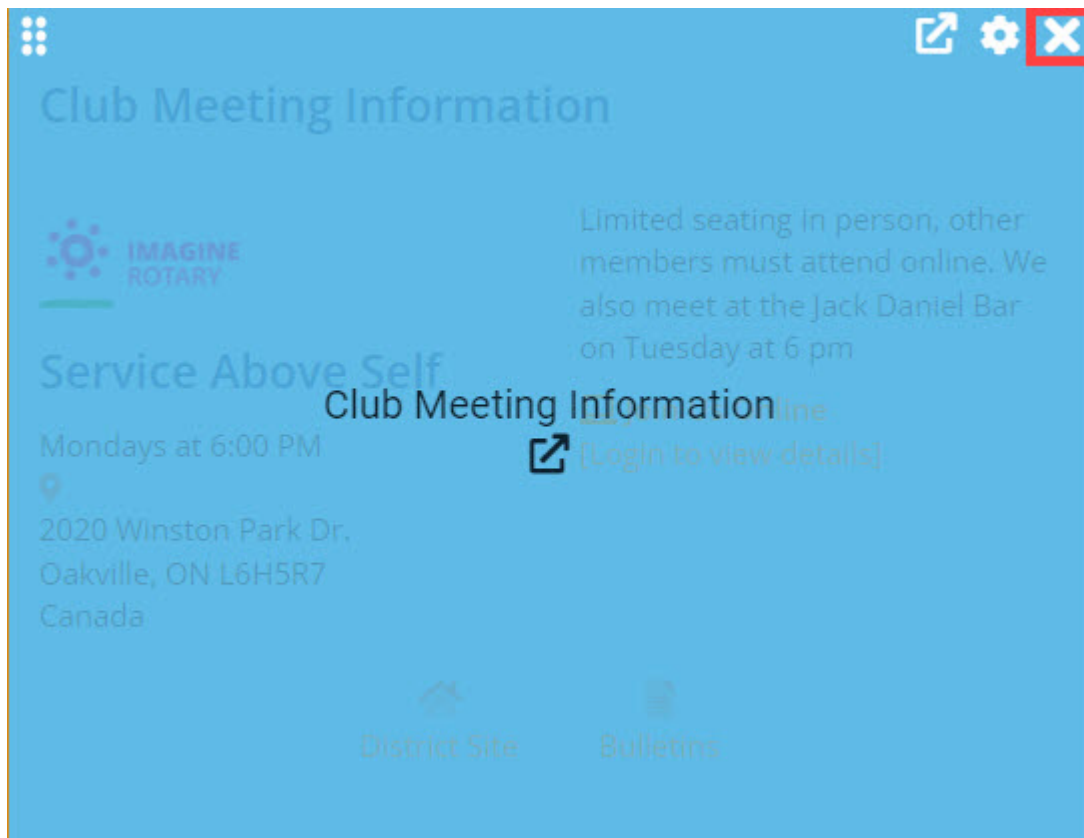 Club Meeting Information
IMAGINE
ROTARY
Service Above Self
Mondays at 6:00 PM
2020 Winston Park Dr.
Oakville, ON L6H5R7
Canada
Limited seating in person, other
members must attend online. We
also meet at the Jack Daniel Bar
on Tuesday at 6 pm
[Login to view details]
Club Meeting Information
District Site
Bulletins